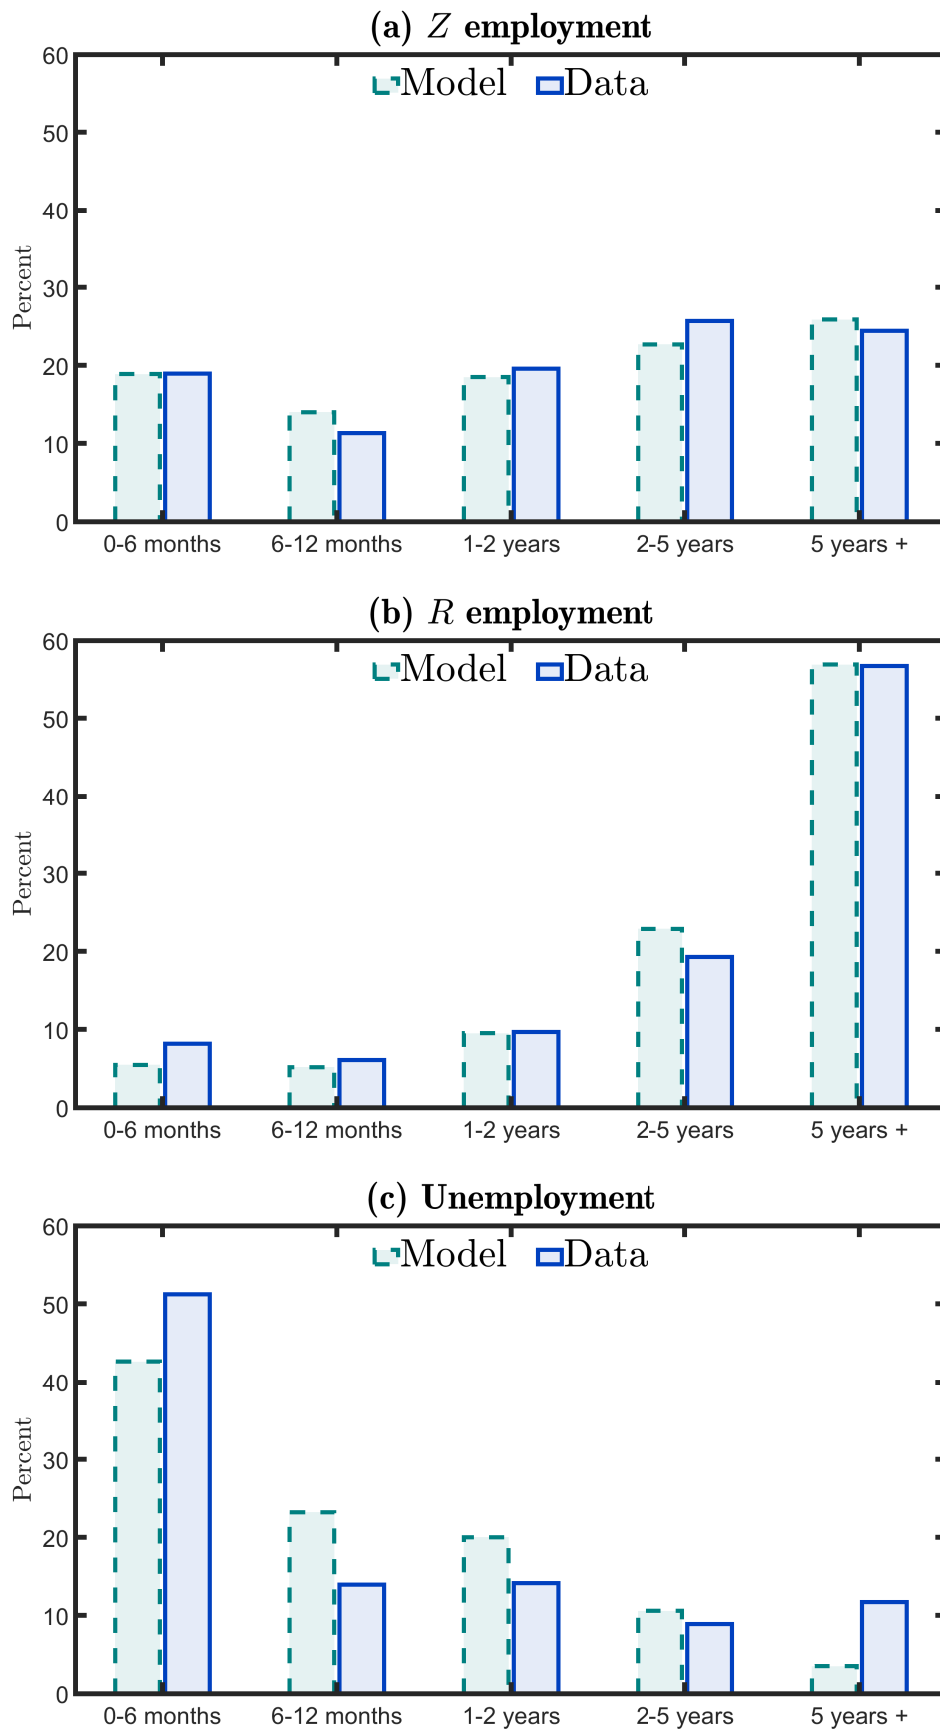 (a) Z employment
Model Data
60
50
40
30
20
10
0
Percent
0-6 months 6-12 months 1-2 years 2-5 years 5 years +
(b) R employment
Model Data
60
50
40
30
20
10
0
Percent
0-6 months 6-12 months 1-2 years 2-5 years 5 years +
(c) Unemployment
Model Data
60
50
40
30
20
10
0
Percent
0-6 months 6-12 months 1-2 years 2-5 years 5 years +